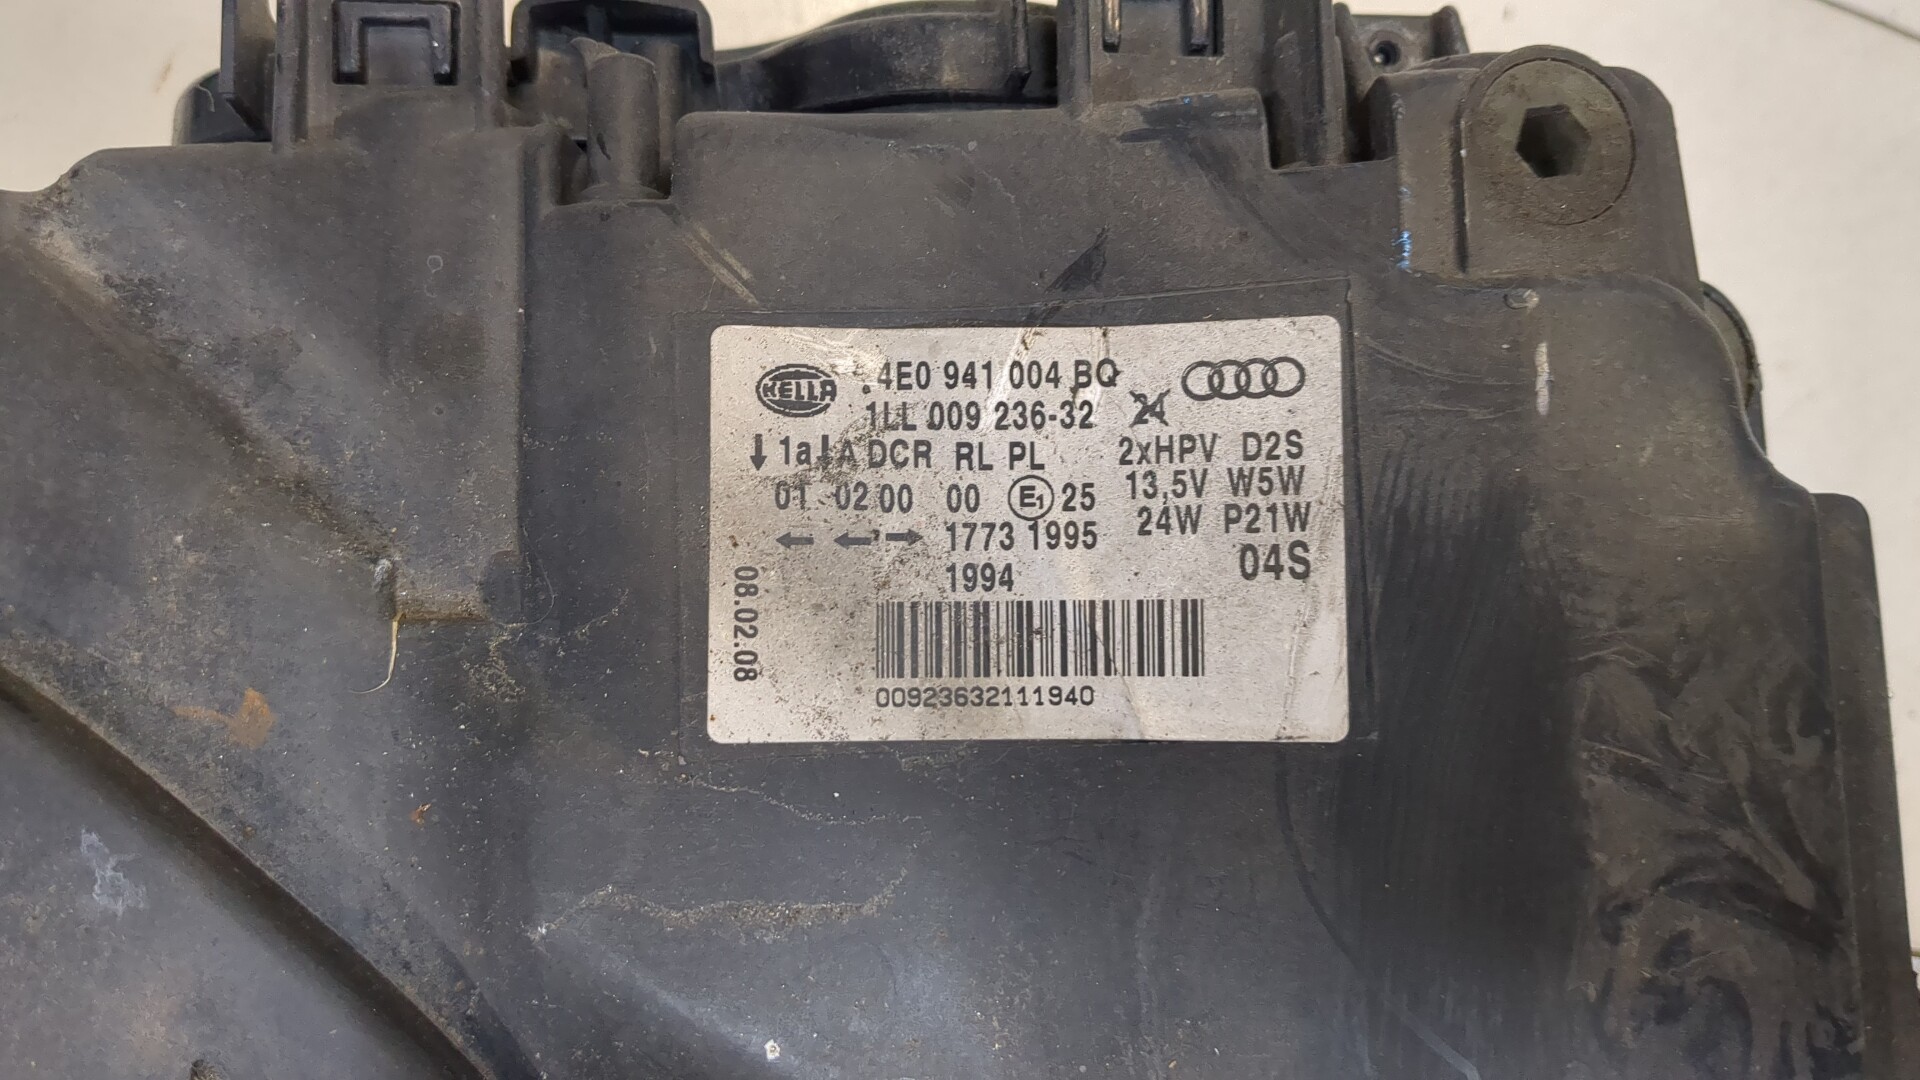 HELLA
4E0 941 004 BQ
1LL 009 236-32 24
1a A DCR RL PL 2xHPV D2S
01 02 00 00 E1 25 13,5V W5W
1773 1995 24W P21W
1994 04S
08.02.08
00923632111940